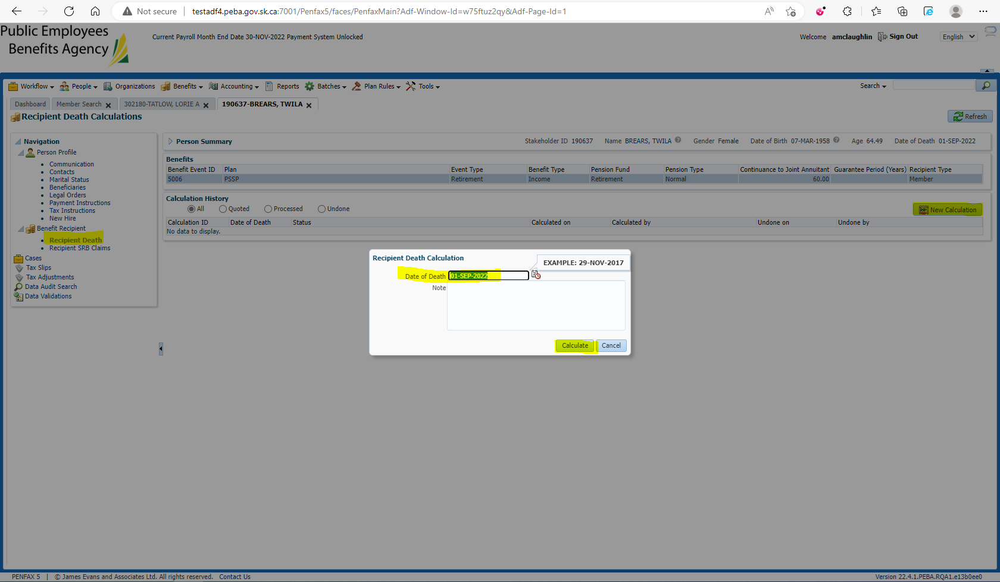 Not secure
testadf4.peba.gov.sk.ca:7001/Penfax5/faces/PenfaxMain?Adf-Window-Id=w75ftuz2qy&Adf-Page-Id=1
Public Employees
Benefits Agency
Current Payroll Month End Date 30-NOV-2022 Payment System Unlocked
Welcome amclaughlin Sign Out English
Workflow People Organizations Benefits Accounting Reports Batches Plan Rules Tools Search
Dashboard Member Search 302180-TATLOW, LORIE A 190637-BREARS, TWILA
Recipient Death Calculations
Refresh
Navigation
Person Profile
Communication
Contacts
Marital Status
Beneficiaries
Legal Orders
Payment Instructions
Tax Instructions
New Hire
Benefit Recipient
Recipient Death
Recipient SRB Claims
Cases
Tax Slips
Tax Adjustments
Data Audit Search
Data Validations
Person Summary Stakeholder ID 190637 Name BREARS, TWILA Gender Female Date of Birth 07-MAR-1958 Age 64.49 Date of Death 01-SEP-2022
Benefits
Benefit Event ID Plan Event Type Benefit Type Pension Fund Pension Type Continuance to Joint Annuitant Guarantee Period (Years) Recipient Type
5006 PSSP Retirement Income Retirement Normal 60.00 Member
Calculation History
All Quoted Processed Undone
New Calculation
Calculation ID Date of Death Status Calculated on Calculated by Undone on Undone by
No data to display.
Recipient Death Calculation
EXAMPLE: 29-NOV-2017
Date of Death 01-SEP-2022
Note
Calculate Cancel
PENFAX 5 | © James Evans and Associates Ltd. All rights reserved. Contact Us
Version 22.4.1.PEBA.RQA1.e13b0ee0